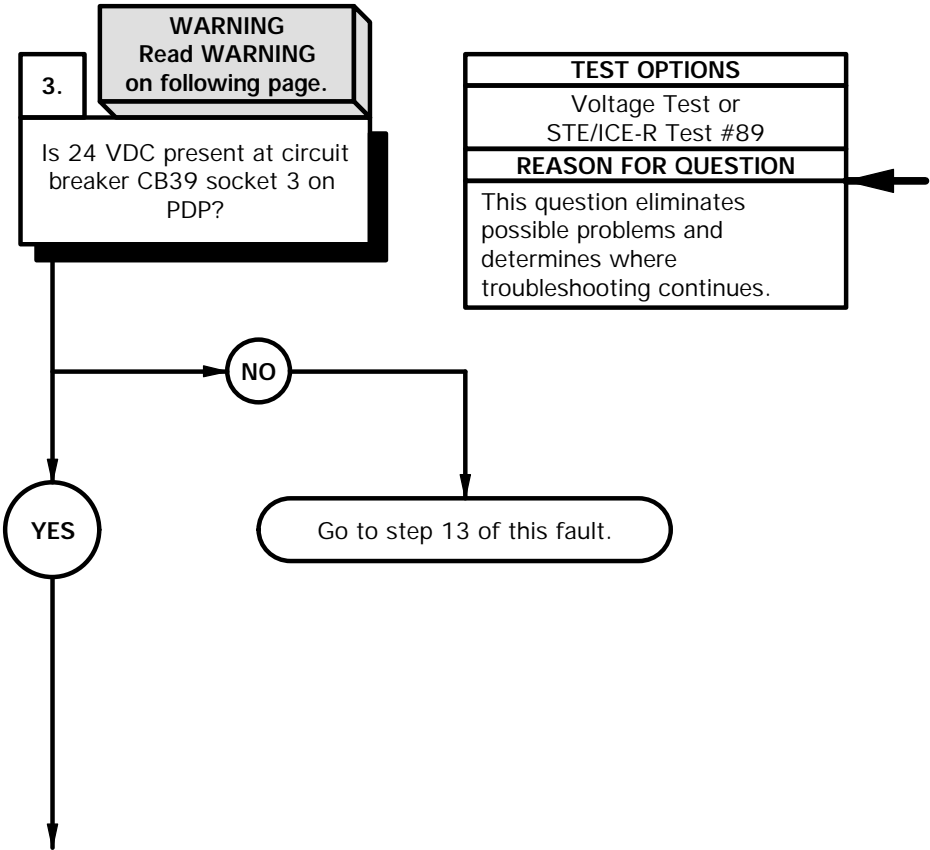 WARNING
Read WARNING
on following page.
3.
Is 24 VDC present at circuit
breaker CB39 socket 3 on
PDP?
TEST OPTIONS
Voltage Test or
STE/ICE-R Test #89
REASON FOR QUESTION
This question eliminates
possible problems and
determines where
troubleshooting continues.
NO
YES
Go to step 13 of this fault.